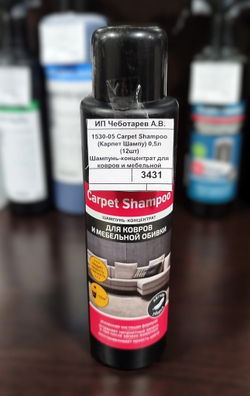 ИП Чеботарев А.В.
1530-05 Carpet Shampoo
(Карпет Шампу) 0,5л
(12шт)
Шампунь-концентрат для
ковров и мебельной
3431
Carpet Shampoo
ШАМПУНЬ-КОНЦЕНТРАТ
ДЛЯ КОВРОВ
И МЕБЕЛЬНОЙ ОБИВКИ